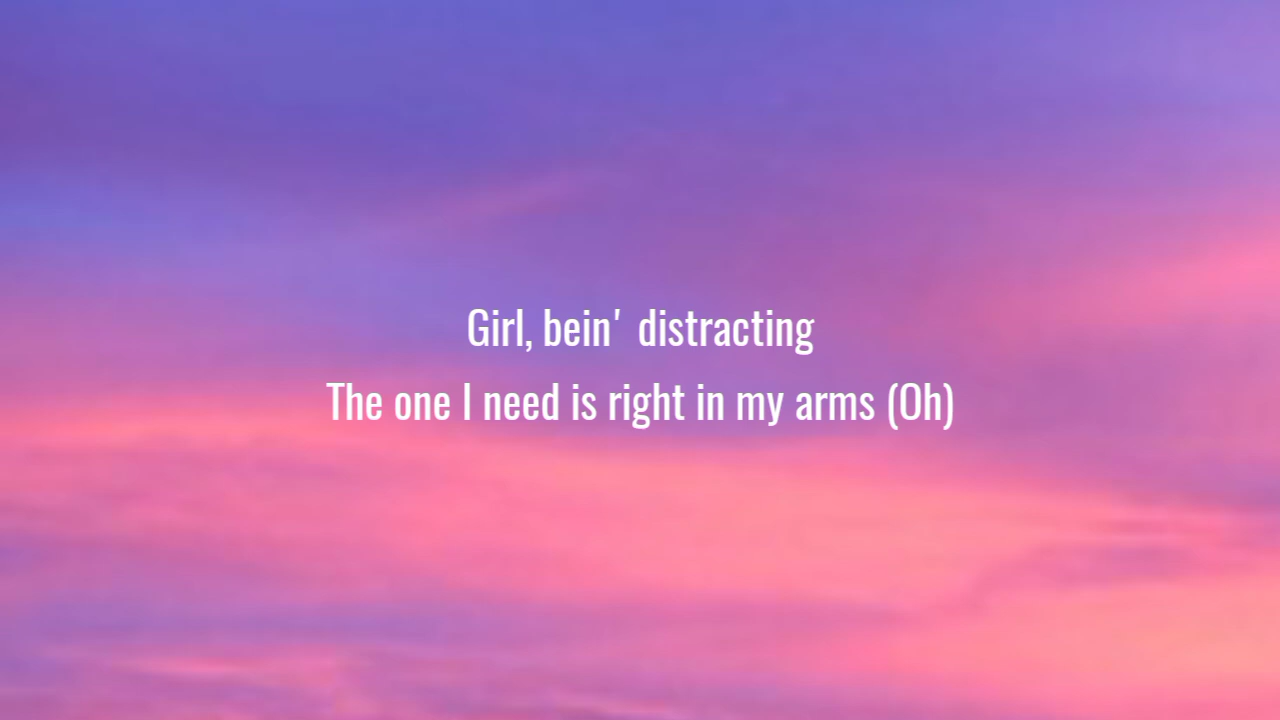 Girl, bein' distracting
The one I need is right in my arms (Oh)